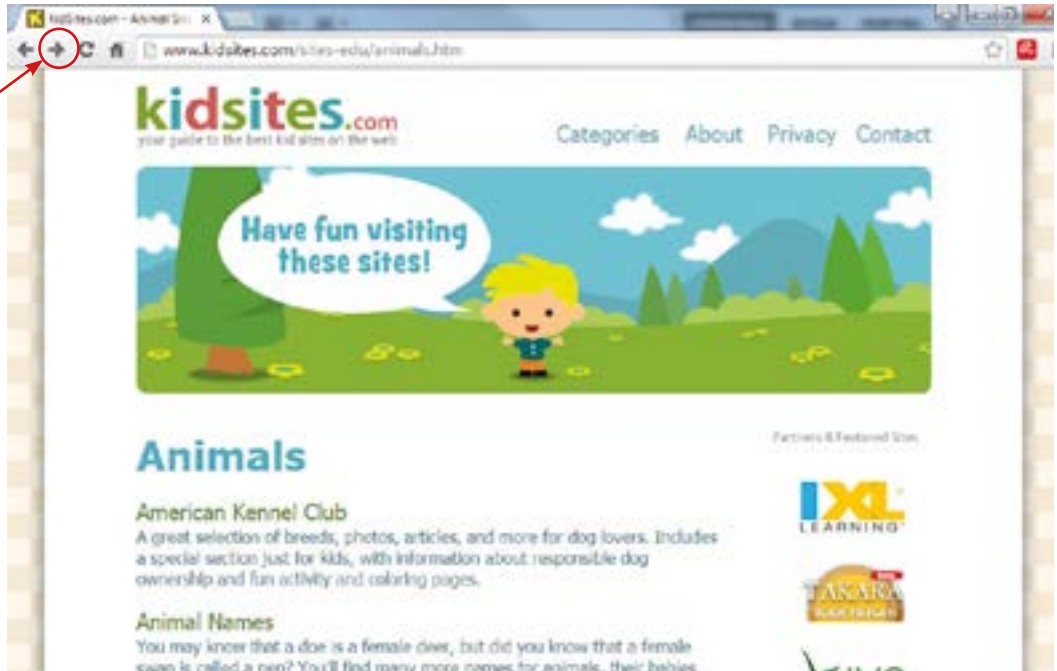 kidSites.com - Animal
www.kidsites.com/sites-edu/animals.htm
kidsites.com
your guide to the best kid sites on the web
Categories About Privacy Contact
Have fun visiting
these sites!
Animals
Partners & Featured Sites
American Kennel Club
A great selection of breeds, photos, articles, and more for dog lovers. Includes
a special section just for kids, with information about responsible dog
ownership and fun activity and coloring pages.
IXL
LEARNING
TAKARA
Animal Names
You may know that a doe is a female deer, but did you know that a female
swan is called a pen? You'll find many more names for animals, their babies,